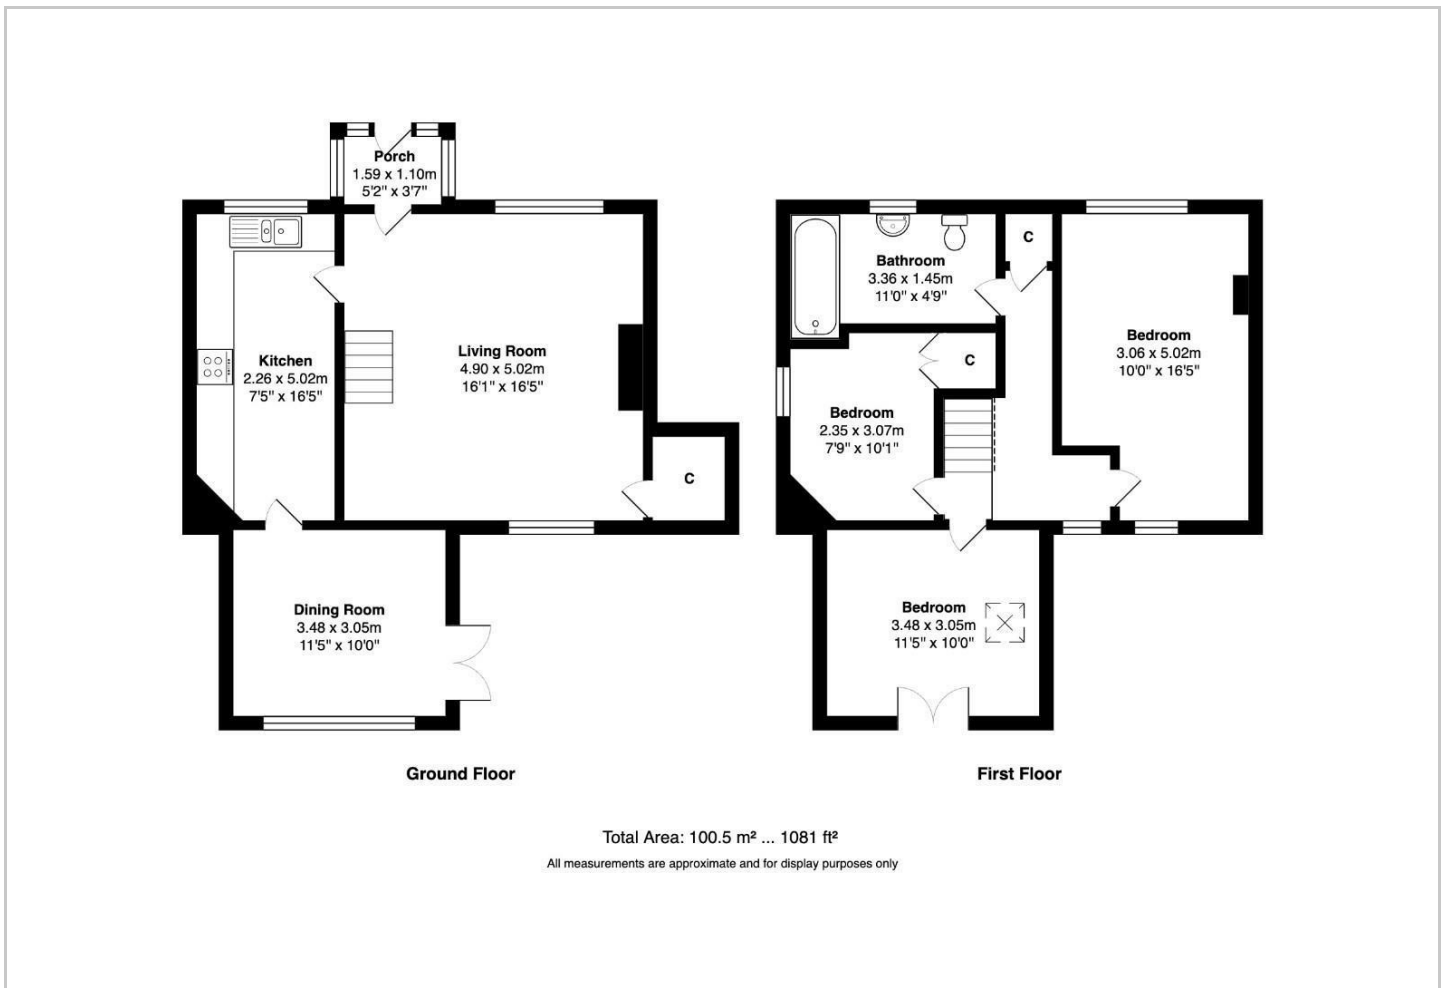 Porch
1.59 x 1.10m
5'2" x 3'7"
Kitchen
2.26 x 5.02m
7'5" x 16'5"
Living Room
4.90 x 5.02m
16'1" x 16'5"
C
Dining Room
3.48 x 3.05m
11'5" x 10'0"
Ground Floor
Bathroom
3.36 x 1.45m
11'0" x 4'9"
C
Bedroom
3.06 x 5.02m
10'0" x 16'5"
C
Bedroom
2.35 x 3.07m
7'9" x 10'1"
Bedroom
3.48 x 3.05m
11'5" x 10'0"
First Floor
Total Area: 100.5 m² ... 1081 ft²
All measurements are approximate and for display purposes only